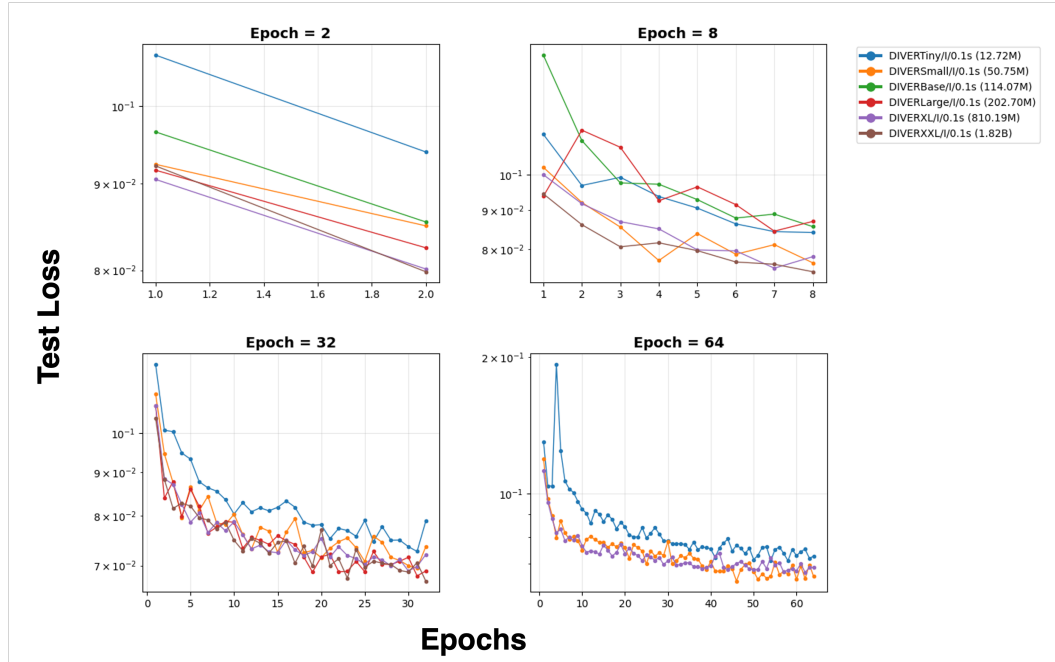 Epoch = 2
10⁻¹
9 × 10⁻²
8 × 10⁻²
1.0 1.2 1.4 1.6 1.8 2.0
Epoch = 8
10⁻¹
9 × 10⁻²
8 × 10⁻²
1 2 3 4 5 6 7 8
DIVERTiny/I/0.1s (12.72M)
DIVERSmall/I/0.1s (50.75M)
DIVERBase/I/0.1s (114.07M)
DIVERLarge/I/0.1s (202.70M)
DIVERXL/I/0.1s (810.19M)
DIVERXXL/I/0.1s (1.82B)
Test Loss
Epoch = 32
10⁻¹
9 × 10⁻²
8 × 10⁻²
7 × 10⁻²
0 5 10 15 20 25 30
Epoch = 64
2 × 10⁻¹
10⁻¹
0 10 20 30 40 50 60
Epochs